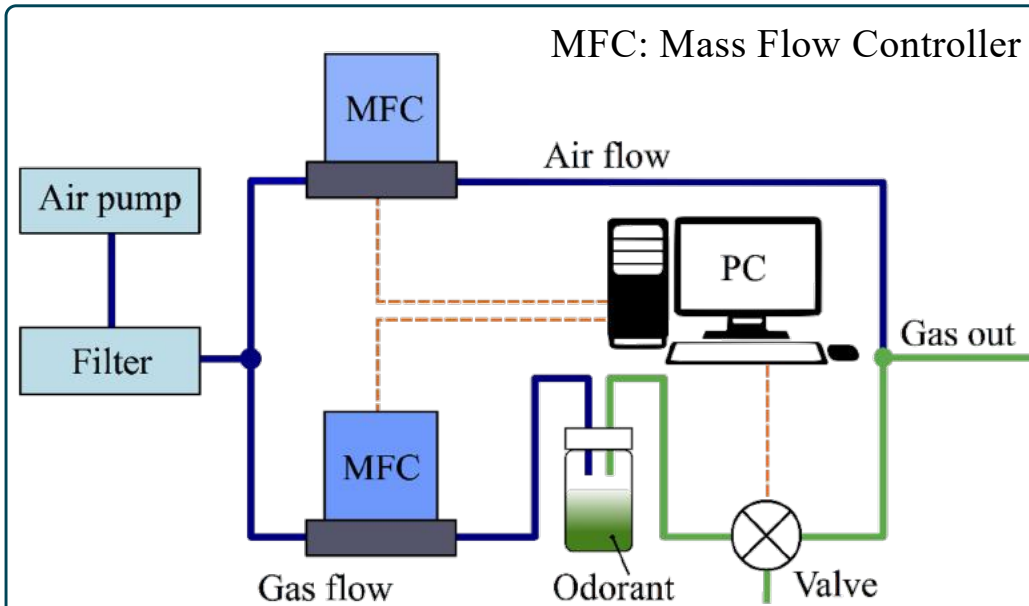 MFC: Mass Flow Controller
MFC
Air flow
Air pump
PC
Gas out
Filter
MFC
Gas flow
Odorant
Valve